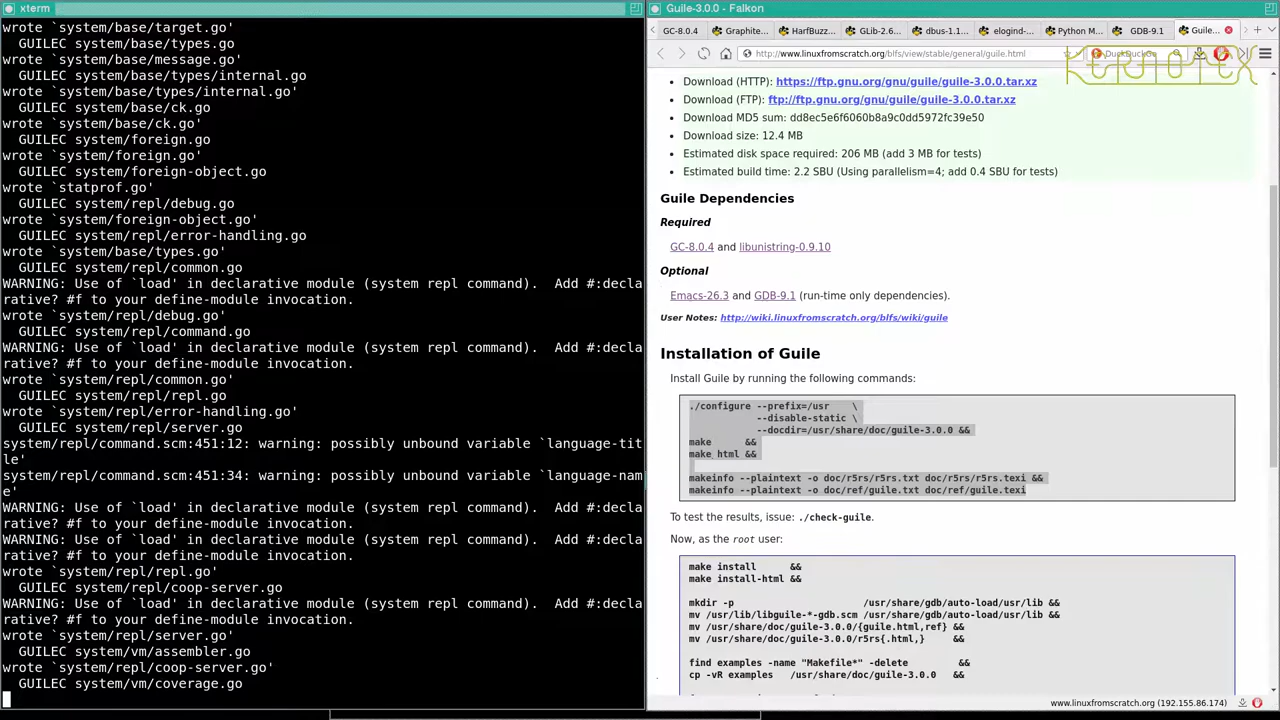 xterm
wrote `system/base/target.go'
GUILEC system/base/types.go
wrote `system/base/message.go'
GUILEC system/base/types/internal.go
wrote `system/base/types/internal.go'
GUILEC system/base/ck.go
wrote `system/base/ck.go'
GUILEC system/foreign.go
wrote `system/foreign.go'
GUILEC system/foreign-object.go
wrote `statprof.go'
GUILEC system/repl/debug.go
wrote `system/foreign-object.go'
GUILEC system/repl/error-handling.go
wrote `system/base/types.go'
GUILEC system/repl/common.go
WARNING: Use of `load' in declarative module (system repl command).  Add #:decla
rative? #f to your define-module invocation.
wrote `system/repl/debug.go'
GUILEC system/repl/command.go
WARNING: Use of `load' in declarative module (system repl command).  Add #:decla
rative? #f to your define-module invocation.
wrote `system/repl/common.go'
GUILEC system/repl/repl.go
wrote `system/repl/error-handling.go'
GUILEC system/repl/server.go
system/repl/command.scm:451:12: warning: possibly unbound variable `language-tit
le'
system/repl/command.scm:451:34: warning: possibly unbound variable `language-nam
e'
WARNING: Use of `load' in declarative module (system repl command).  Add #:decla
rative? #f to your define-module invocation.
WARNING: Use of `load' in declarative module (system repl command).  Add #:decla
rative? #f to your define-module invocation.
wrote `system/repl/repl.go'
GUILEC system/repl/coop-server.go
WARNING: Use of `load' in declarative module (system repl command).  Add #:decla
rative? #f to your define-module invocation.
wrote `system/repl/server.go'
GUILEC system/vm/assembler.go
wrote `system/repl/coop-server.go'
GUILEC system/vm/coverage.go
Guile-3.0.0 - Falkon
GC-8.0.4 Graphite... HarfBuzz... GLib-2.6... dbus-1.1... elogind-... Python M... GDB-9.1 Guile...
http://www.linuxfromscratch.org/blfs/view/stable/general/guile.html DuckDuckGo
KERNOTEX
Download (HTTP): https://ftp.gnu.org/gnu/guile/guile-3.0.0.tar.xz
Download (FTP): ftp://ftp.gnu.org/gnu/guile/guile-3.0.0.tar.xz
Download MD5 sum: dd8ec5e6f6060b8a9c0dd5972fc39e50
Download size: 12.4 MB
Estimated disk space required: 206 MB (add 3 MB for tests)
Estimated build time: 2.2 SBU (Using parallelism=4; add 0.4 SBU for tests)
Guile Dependencies
Required
GC-8.0.4 and libunistring-0.9.10
Optional
Emacs-26.3 and GDB-9.1 (run-time only dependencies).
User Notes: http://wiki.linuxfromscratch.org/blfs/wiki/guile
Installation of Guile
Install Guile by running the following commands:
./configure --prefix=/usr \
--disable-static \
--docdir=/usr/share/doc/guile-3.0.0 &&
make &&
make html &&
makeinfo --plaintext -o doc/r5rs/r5rs.txt doc/r5rs/r5rs.texi &&
makeinfo --plaintext -o doc/ref/guile.txt doc/ref/guile.texi
To test the results, issue: ./check-guile.
Now, as the root user:
make install &&
make install-html &&
mkdir -p /usr/share/gdb/auto-load/usr/lib &&
mv /usr/lib/libguile-*-gdb.scm /usr/share/gdb/auto-load/usr/lib &&
mv /usr/share/doc/guile-3.0.0/{guile.html,ref} &&
mv /usr/share/doc/guile-3.0.0/r5rs{.html,} &&
find examples -name "Makefile*" -delete &&
cp -vR examples /usr/share/doc/guile-3.0.0 &&
www.linuxfromscratch.org (192.155.86.174)